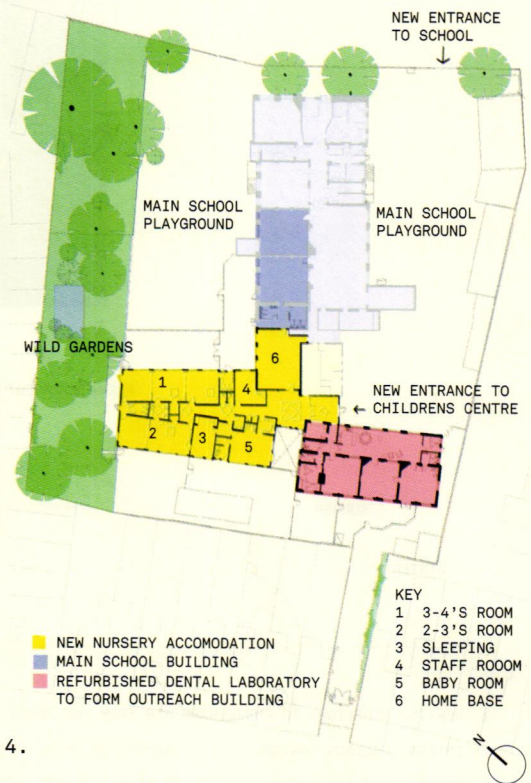 NEW ENTRANCE
TO SCHOOL
MAIN SCHOOL
PLAYGROUND
MAIN SCHOOL
PLAYGROUND
WILD GARDENS
6
1
4
NEW ENTRANCE TO
CHILDRENS CENTRE
2
3
5
NEW NURSERY ACCOMODATION
MAIN SCHOOL BUILDING
REFURBISHED DENTAL LABORATORY
TO FORM OUTREACH BUILDING
KEY
1 3-4'S ROOM
2 2-3'S ROOM
3 SLEEPING
4 STAFF ROOOM
5 BABY ROOM
6 HOME BASE
4.
N